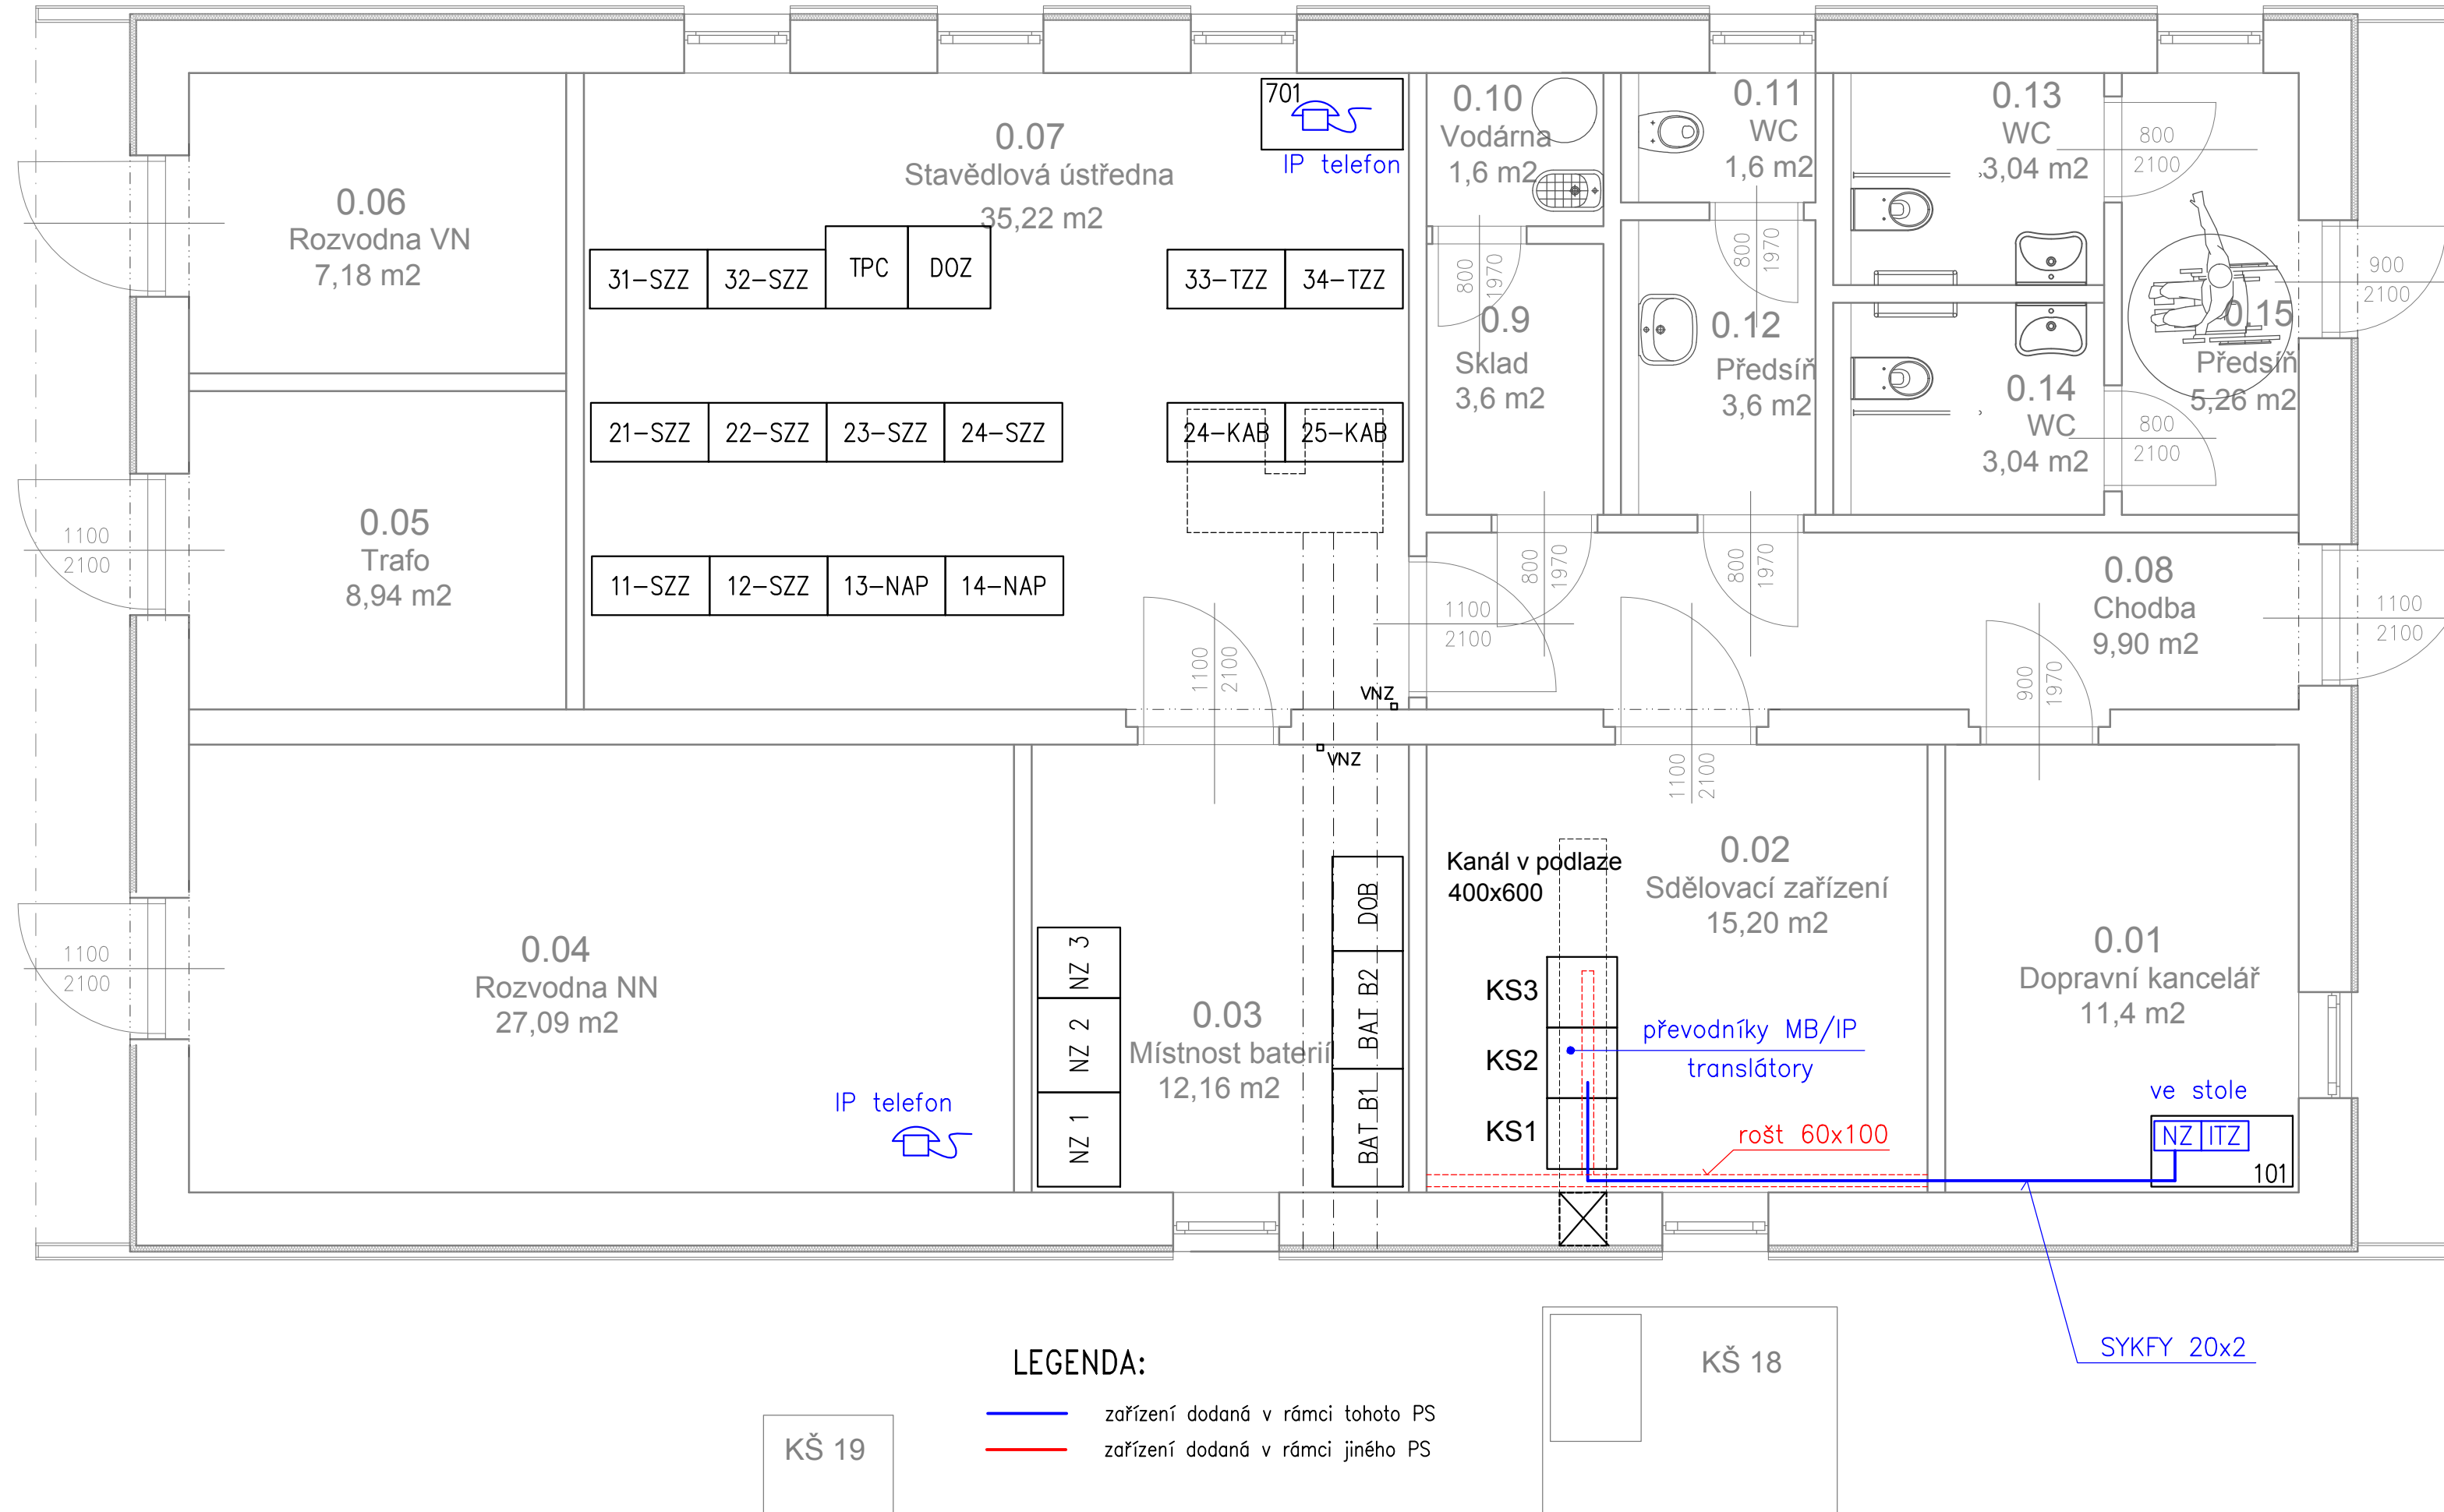 0.06
Rozvodna VN
7,18 m2
0.07
Stavědlová ústředna
35,22 m2
701
IP telefon
0.10
Vodárna
1,6 m2
0.11
WC
1,6 m2
0.13
WC
3,04 m2
800
2100
31-SZZ
32-SZZ
TPC
DOZ
33-TZZ
34-TZZ
800
1970
800
1970
900
2100
0.9
Sklad
3,6 m2
0.12
Předsíň
3,6 m2
0.15
Předsíň
5,26 m2
0.14
WC
3,04 m2
800
2100
21-SZZ
22-SZZ
23-SZZ
24-SZZ
24-KAB
25-KAB
0.05
Trafo
8,94 m2
1100
2100
11-SZZ
12-SZZ
13-NAP
14-NAP
800
1970
800
1970
1100
2100
0.08
Chodba
9,90 m2
1100
2100
1100
2100
900
1970
VNZ
VNZ
1100
2100
0.04
Rozvodna NN
27,09 m2
1100
2100
IP telefon
NZ 3
NZ 2
NZ 1
0.03
Místnost baterií
12,16 m2
DOB
BAT B2
BAT B1
Kanál v podlaze
400x600
0.02
Sdělovací zařízení
15,20 m2
KS3
KS2
KS1
převodníky MB/IP
translátory
rošt 60x100
0.01
Dopravní kancelář
11,4 m2
ve stole
NZ
ITZ
101
SYKFY 20x2
LEGENDA:
zařízení dodaná v rámci tohoto PS
zařízení dodaná v rámci jiného PS
KŠ 19
KŠ 18